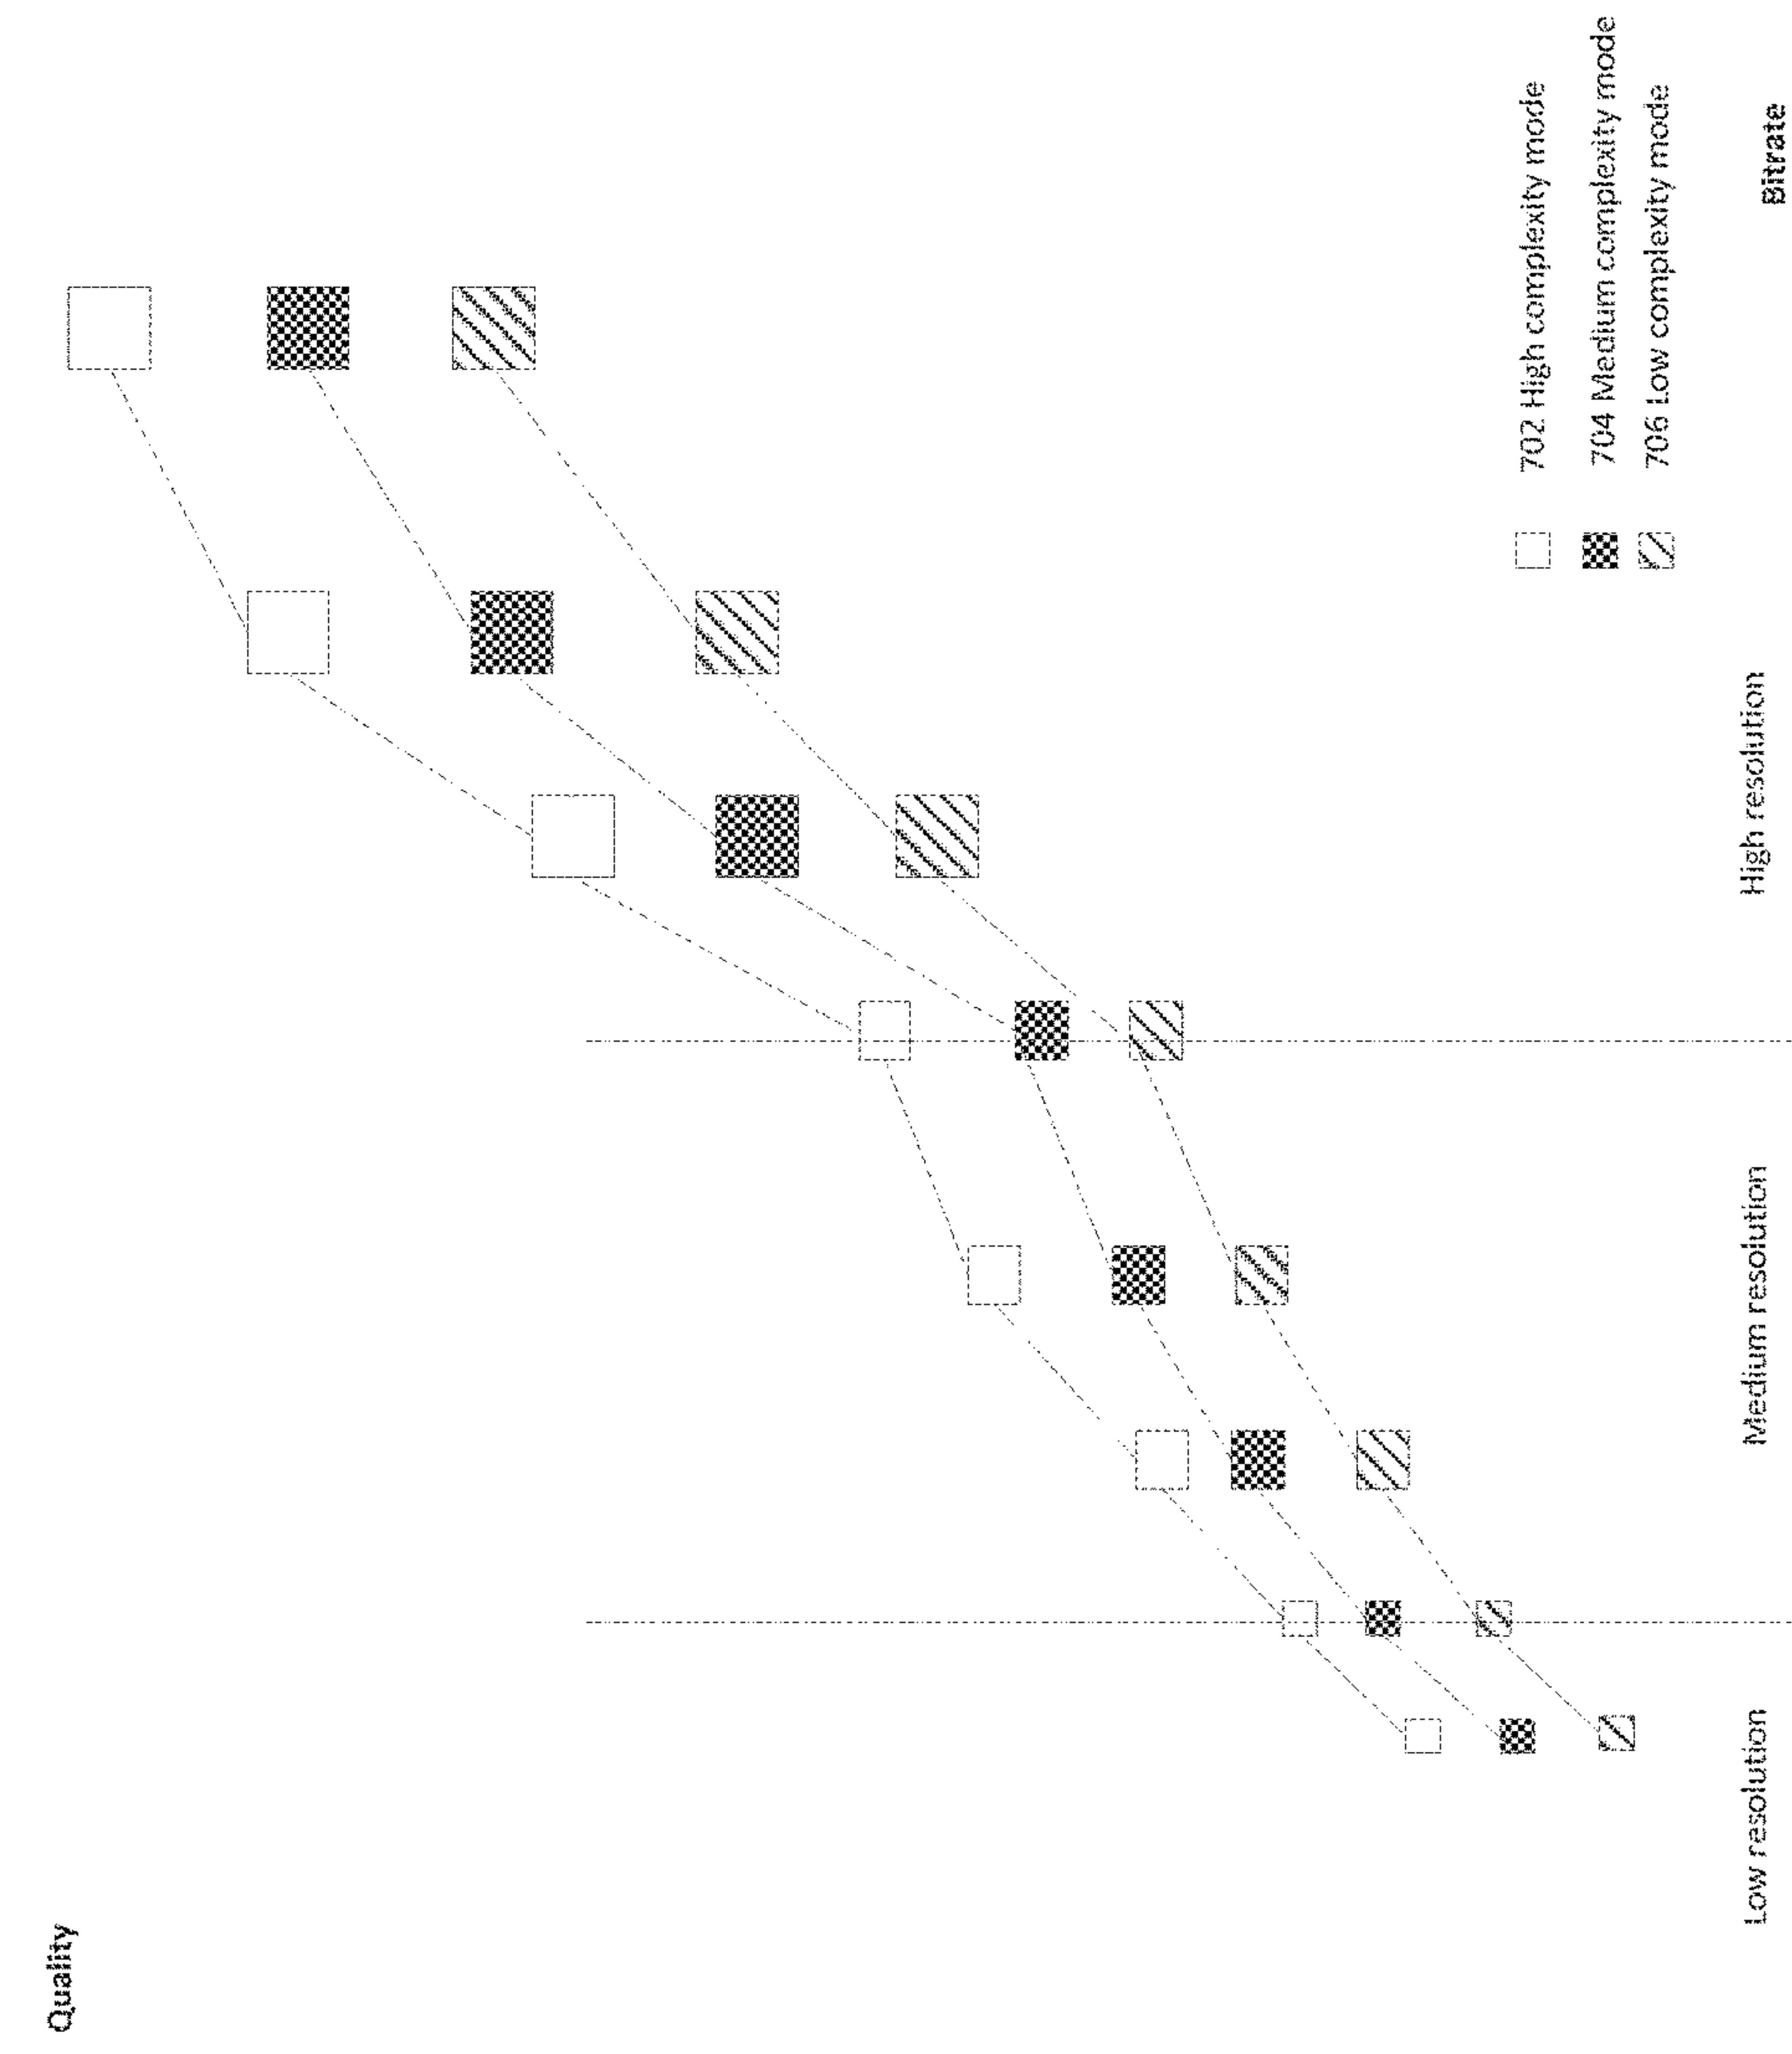 Quality
702 High complexity mode
704 Medium complexity mode
706 Low complexity mode
Low resolution
Medium resolution
High resolution
Bitrate